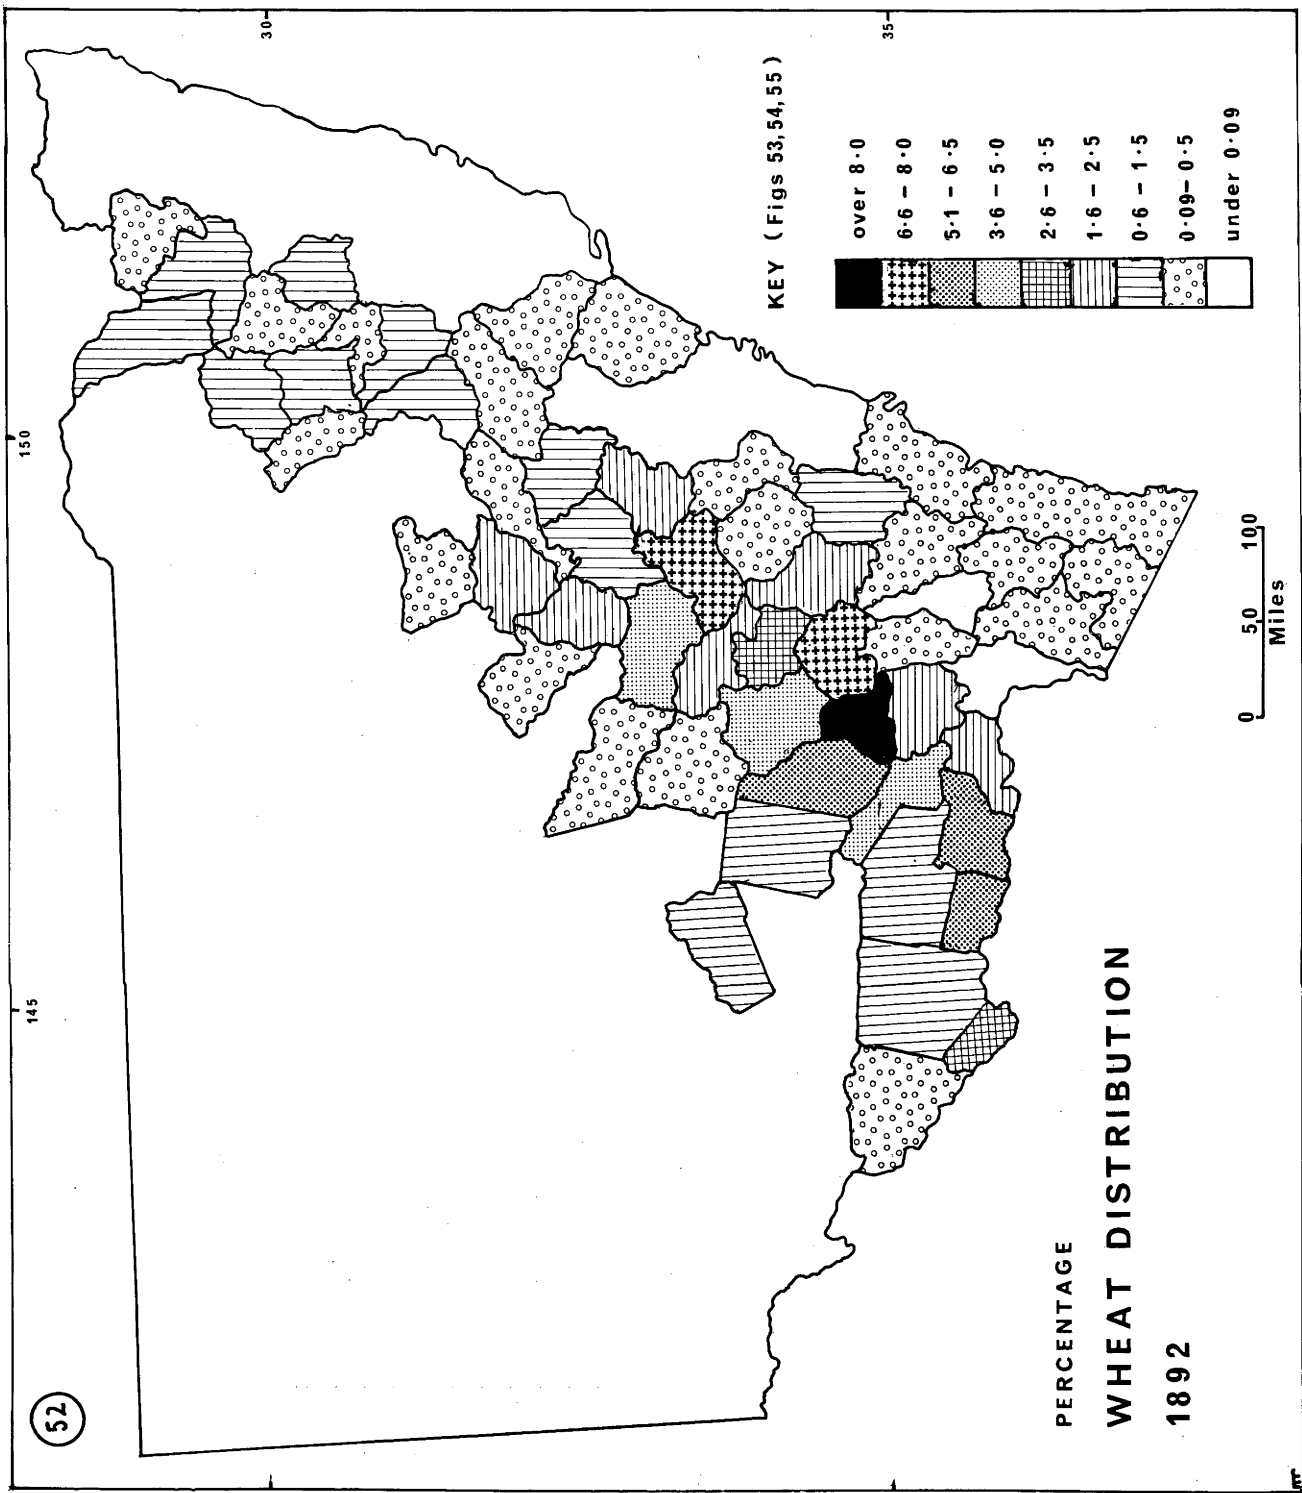 52
145
150
30
35
KEY (Figs 53,54,55)
over 8·0
6·6 – 8·0
5·1 – 6·5
3·6 – 5·0
2·6 – 3·5
1·6 – 2·5
0·6 – 1·5
0·09– 0·5
under 0·09
PERCENTAGE
WHEAT DISTRIBUTION
1892
0 50 100
Miles